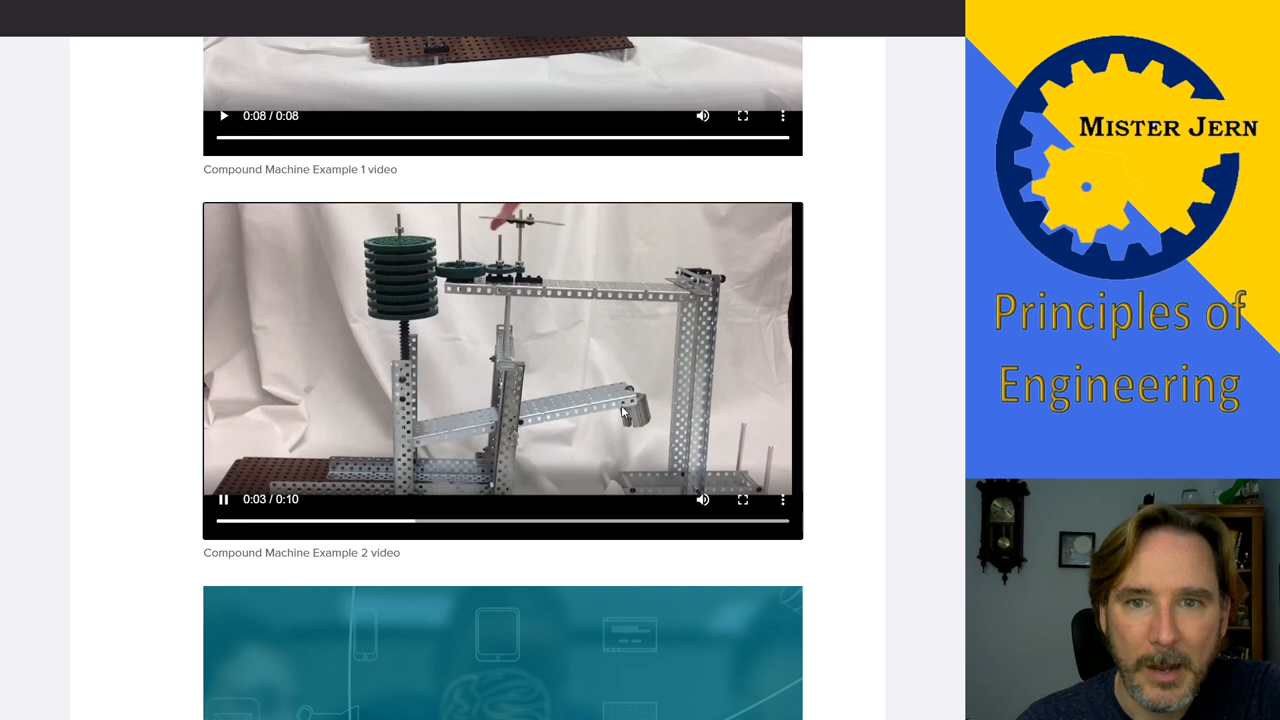 0:08 / 0:08
Compound Machine Example 1 video
0:03 / 0:10
Compound Machine Example 2 video
MISTER JERN
Principles of
Engineering